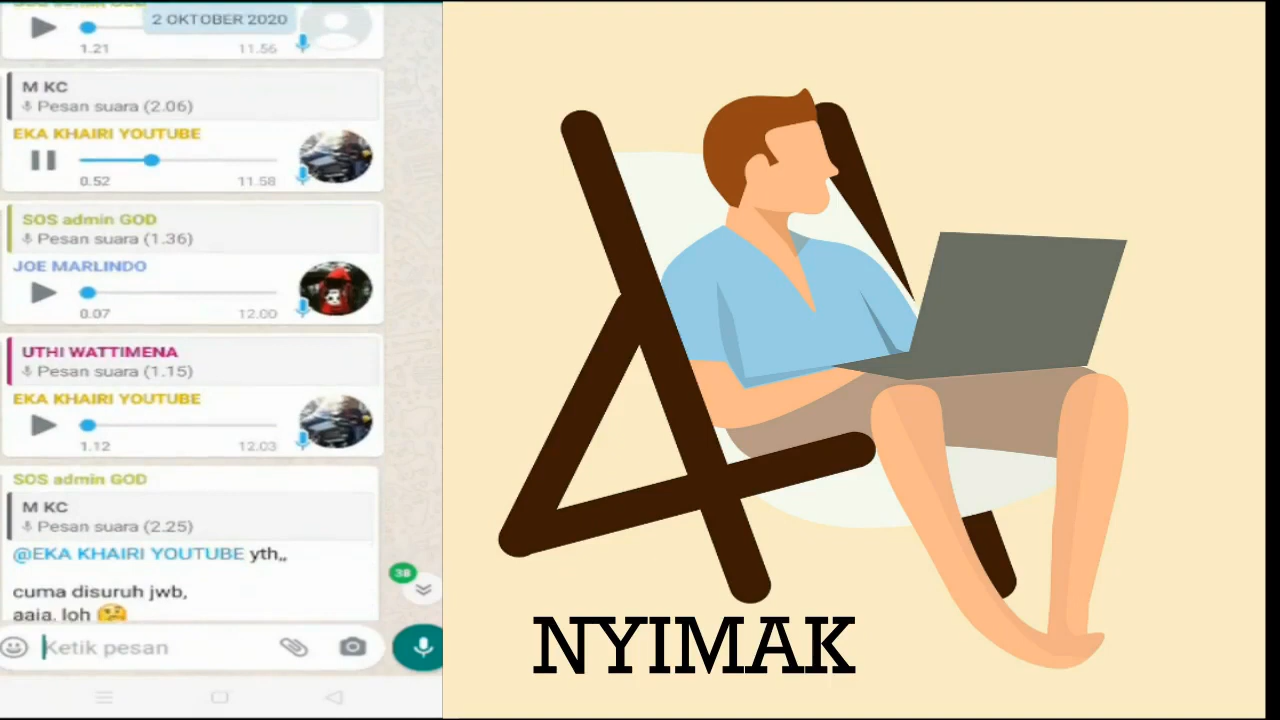 2 OKTOBER 2020
1.21 11.56
M KC
Pesan suara (2.06)
EKA KHAIRI YOUTUBE
0.52 11.58
SOS admin GOD
Pesan suara (1.36)
JOE MARLINDO
0.07 12.00
UTHI WATTIMENA
Pesan suara (1.15)
EKA KHAIRI YOUTUBE
1.12 12.03
SOS admin GOD
M KC
Pesan suara (2.25)
@EKA KHAIRI YOUTUBE yth,,
cuma disuruh jwb,
38
aaja. loh
Ketik pesan
NYIMAK